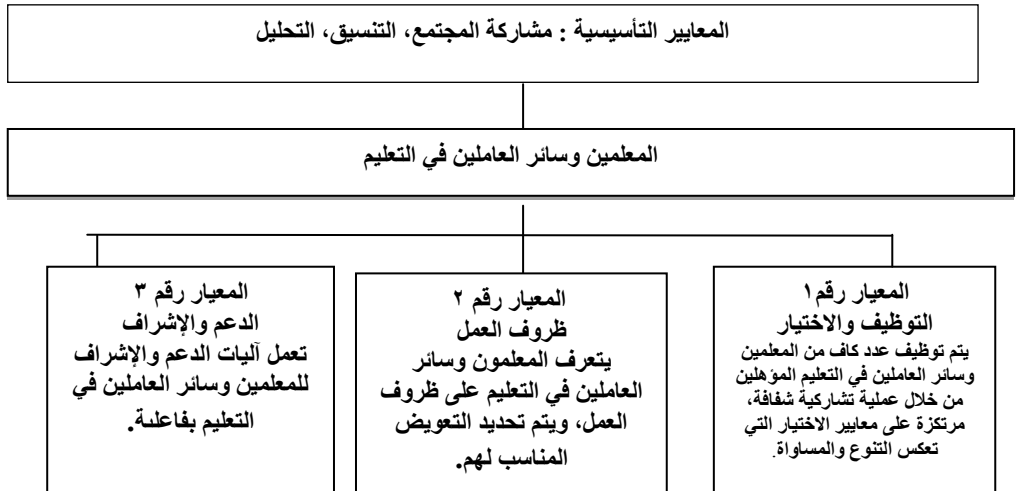 المعايير التأسيسية : مشاركة المجتمع، التنسيق، التحليل
المعلمين وسائر العاملين في التعليم
المعيار رقم ١
التوظيف والاختيار
يتم توظيف عدد كاف من المعلمين
وسائر العاملين في التعليم المؤهلين
من خلال عملية تشاركية شفافة،
مرتكزة على معايير الاختيار التي
تعكس التنوع والمساواة.
المعيار رقم ٢
ظروف العمل
يتعرف المعلمون وسائر
العاملين في التعليم على ظروف
العمل، ويتم تحديد التعويض
المناسب لهم.
المعيار رقم ٣
الدعم والإشراف
تعمل آليات الدعم والإشراف
للمعلمين وسائر العاملين في
التعليم بفاعلية.